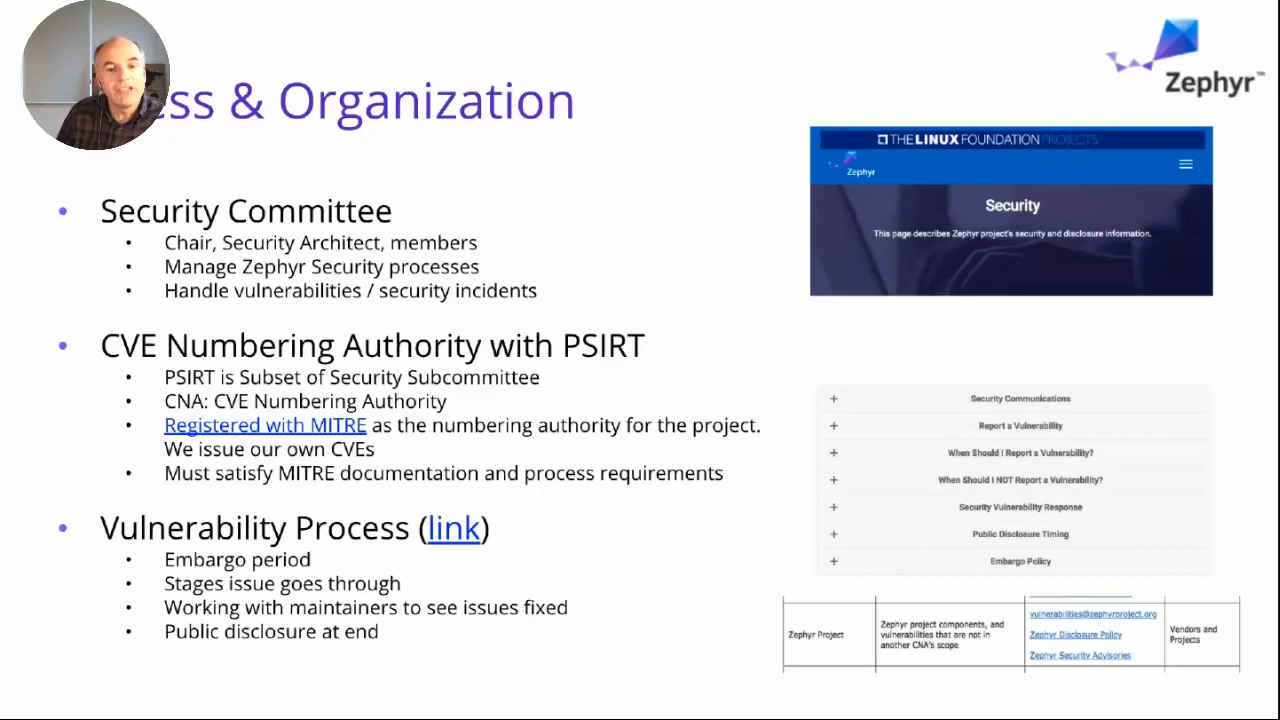 ess & Organization
Zephyr™
• Security Committee
• Chair, Security Architect, members
• Manage Zephyr Security processes
• Handle vulnerabilities / security incidents
• CVE Numbering Authority with PSIRT
• PSIRT is Subset of Security Subcommittee
• CNA: CVE Numbering Authority
• Registered with MITRE as the numbering authority for the project.
We issue our own CVEs
• Must satisfy MITRE documentation and process requirements
• Vulnerability Process (link)
• Embargo period
• Stages issue goes through
• Working with maintainers to see issues fixed
• Public disclosure at end
THE LINUX FOUNDATION PROJECTS
Zephyr
Security
This page describes Zephyr project's security and disclosure information.
+ Security Communications
+ Report a Vulnerability
+ When Should I Report a Vulnerability?
+ When Should I NOT Report a Vulnerability?
+ Security Vulnerability Response
+ Public Disclosure Timing
+ Embargo Policy
Zephyr Project
Zephyr project components, and
vulnerabilities that are not in
another CNA's scope
vulnerabilities@zephyrproject.org
Zephyr Disclosure Policy
Zephyr Security Advisories
Vendors and
Projects